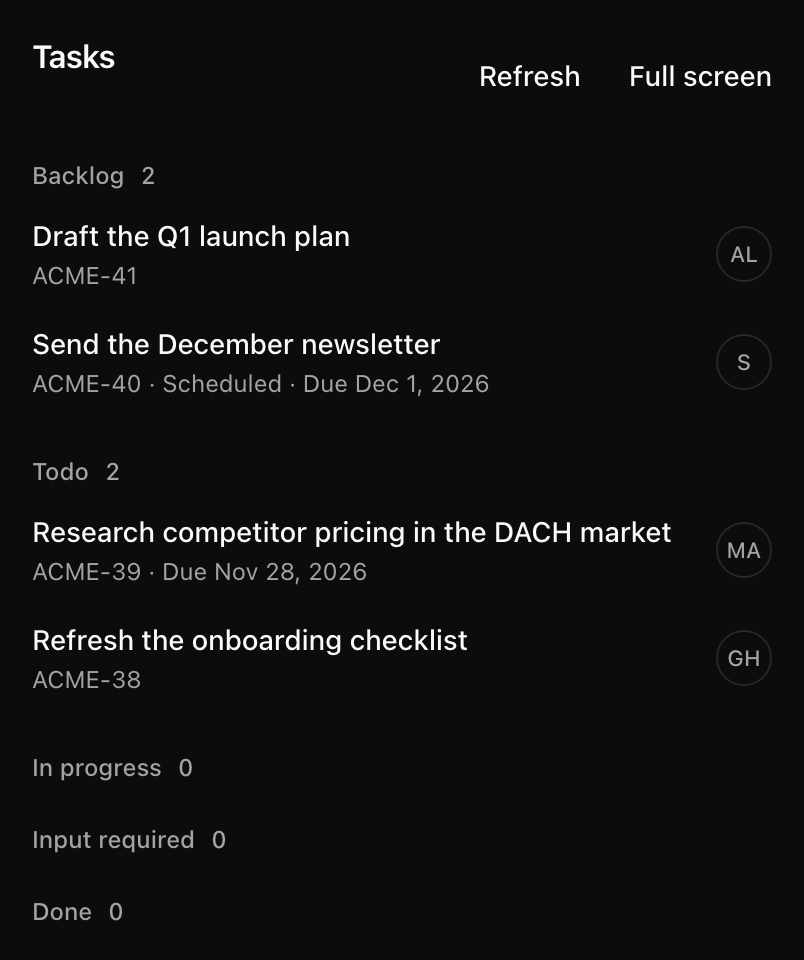 Tasks
Refresh Full screen
Backlog 2
Draft the Q1 launch plan
ACME-41
AL
Send the December newsletter
ACME-40 · Scheduled · Due Dec 1, 2026
S
Todo 2
Research competitor pricing in the DACH market
ACME-39 · Due Nov 28, 2026
MA
Refresh the onboarding checklist
ACME-38
GH
In progress 0
Input required 0
Done 0